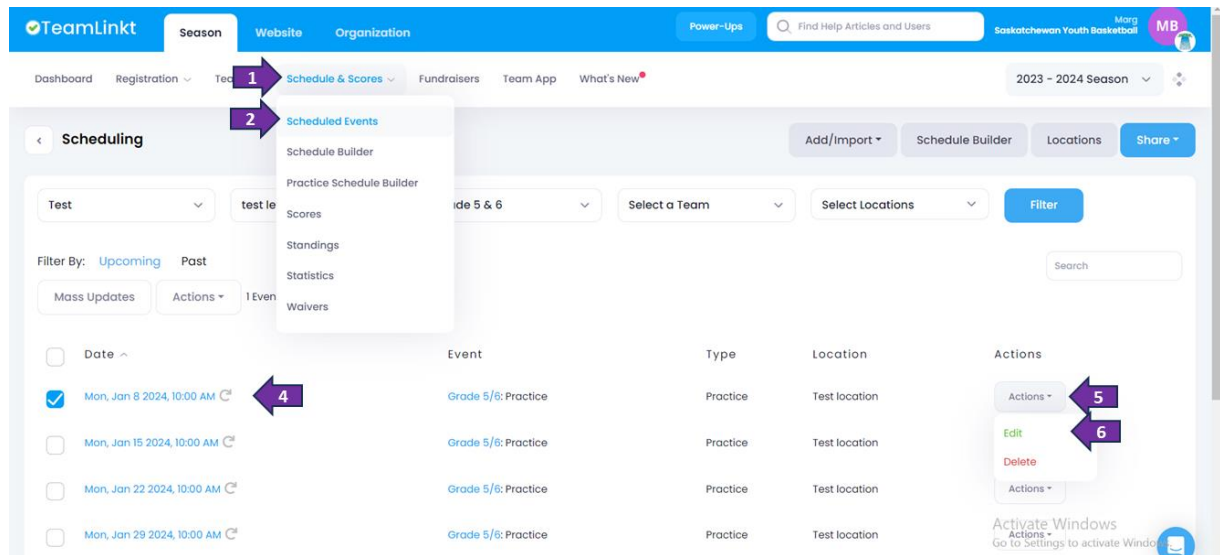 TeamLinkt Season Website Organization Power-Ups Find Help Articles and Users Marg
Saskatchewan Youth Basketball MB
Dashboard Registration Tea 1 Schedule & Scores Fundraisers Team App What's New 2023 - 2024 Season
2 Scheduled Events
Scheduling Add/Import Schedule Builder Locations Share
Schedule Builder
Practice Schedule Builder
Test test le ade 5 & 6 Select a Team Select Locations Filter
Scores
Standings
Filter By: Upcoming Past Search
Statistics
Mass Updates Actions 1 Even
Waivers
Date Event Type Location Actions
Mon, Jan 8 2024, 10:00 AM 4 Grade 5/6: Practice Practice Test location Actions 5
Edit 6
Mon, Jan 15 2024, 10:00 AM Grade 5/6: Practice Practice Test location
Delete
Mon, Jan 22 2024, 10:00 AM Grade 5/6: Practice Practice Test location Actions
Activate Windows
Mon, Jan 29 2024, 10:00 AM Grade 5/6: Practice Practice Test location Actions
Go to Settings to activate Windows.